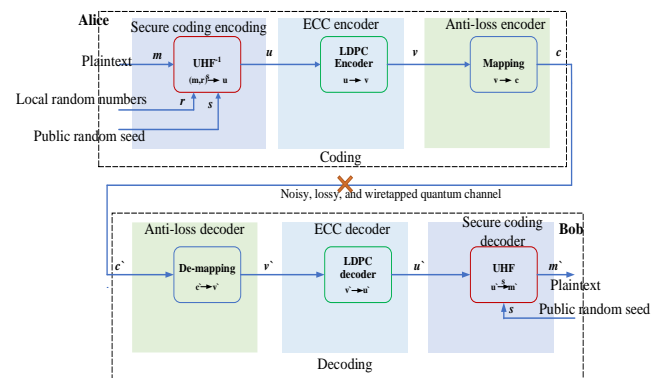 Alice
Secure coding encoding
ECC encoder
Anti-loss encoder
Plaintext
m
UHF-1
(m,r) s→ u
u
LDPC
Encoder
u → v
v
Mapping
v → c
c
Local random numbers
r
s
Public random seed
Coding
Noisy, lossy, and wiretapped quantum channel
Anti-loss decoder
ECC decoder
Secure coding
decoder
Bob
c`
De-mapping
c`→v`
v`
LDPC
decoder
v`→u`
u`
UHF
u` s→m`
m`
Plaintext
s
Public random seed
Decoding